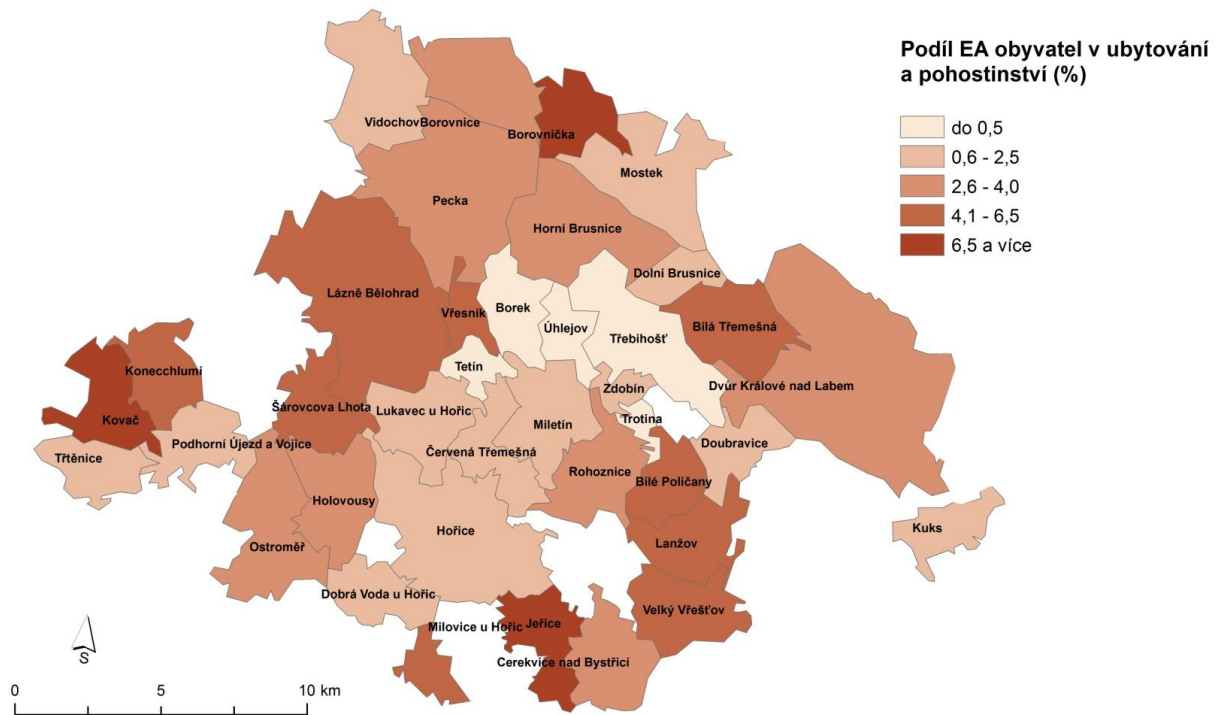 Podíl EA obyvatel v ubytování
a pohostinství (%)
do 0,5
0,6 - 2,5
2,6 - 4,0
4,1 - 6,5
6,5 a více
Vidochov
Borovnice
Borovnička
Mostek
Pecka
Horní Brusnice
Dolní Brusnice
Lázně Bělohrad
Vřesník
Borek
Úhlejov
Třebihošť
Bílá Třemešná
Tetín
Konecchlumí
Dvůr Králové nad Labem
Zdobín
Kovač
Šárovcova Lhota
Lukavec u Hořic
Miletín
Trotina
Podhorní Újezd a Vojice
Doubravice
Třtěnice
Červená Třemešná
Rohoznice
Bílé Poličany
Holovousy
Hořice
Kuks
Ostroměř
Lanžov
Dobrá Voda u Hořic
Velký Vřešťov
Milovice u Hořic
Jeřice
Cerekvice nad Bystřicí
S
0 5 10 km